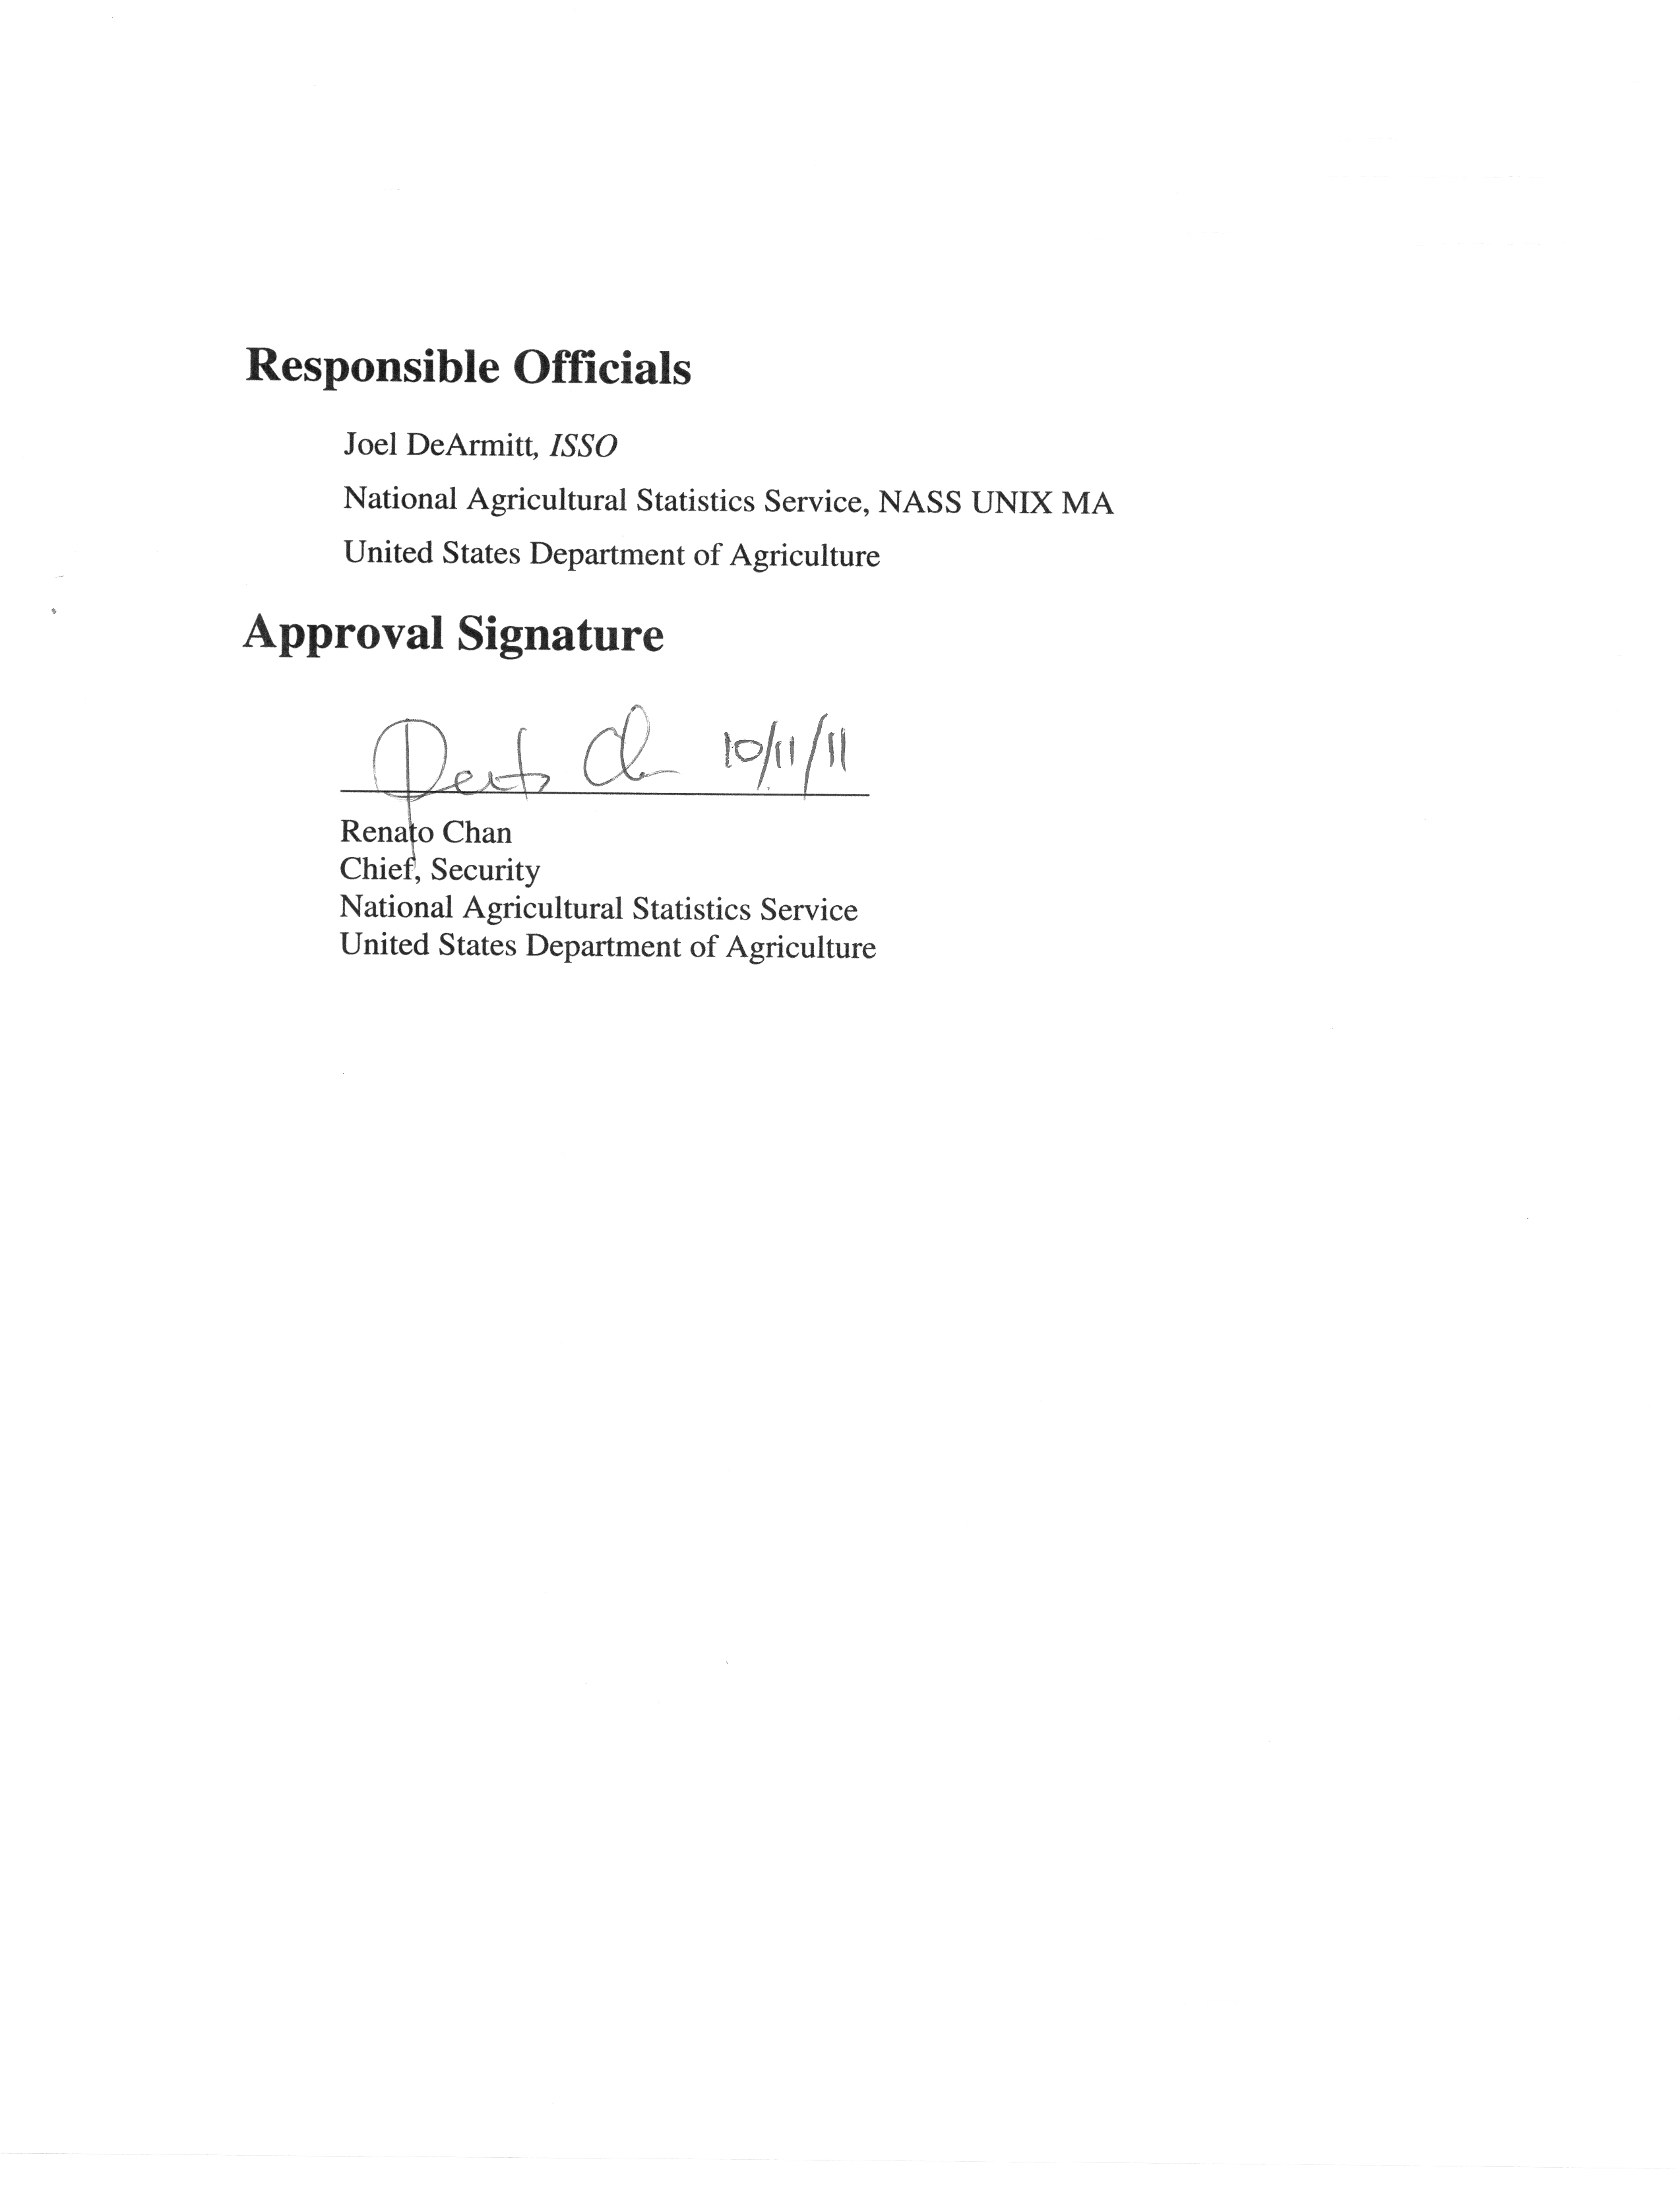 Responsible Officials
Joel DeArmitt, ISSO
National Agricultural Statistics Service, NASS UNIX MA
United States Department of Agriculture
Approval Signature
10/11/11
Renato Chan
Chief, Security
National Agricultural Statistics Service
United States Department of Agriculture